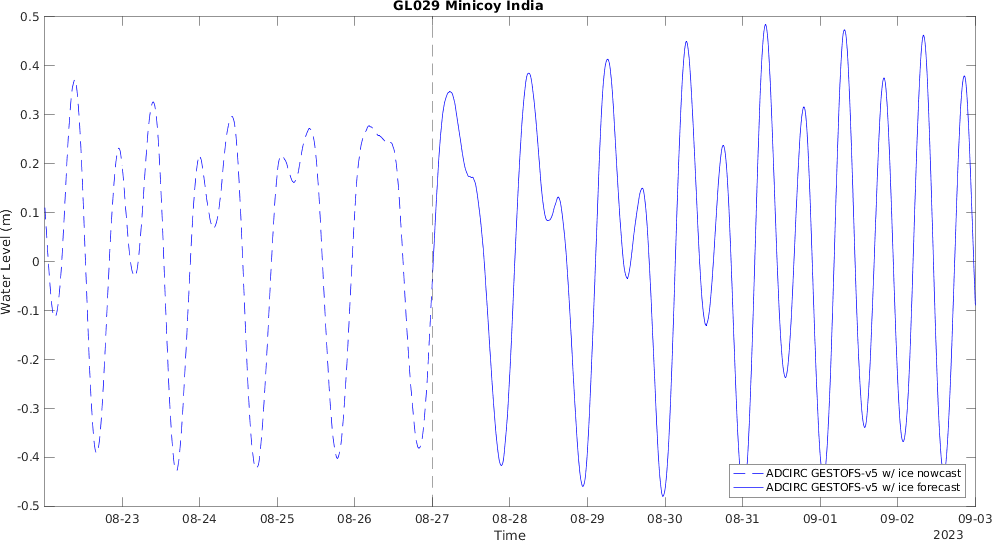 GL029 Minicoy India
Water Level (m)
0.5
0.4
0.3
0.2
0.1
0
-0.1
-0.2
-0.3
-0.4
-0.5
ADCIRC GESTOFS-v5 w/ ice nowcast
ADCIRC GESTOFS-v5 w/ ice forecast
08-23 08-24 08-25 08-26 08-27 08-28 08-29 08-30 08-31 09-01 09-02 09-03
Time
2023